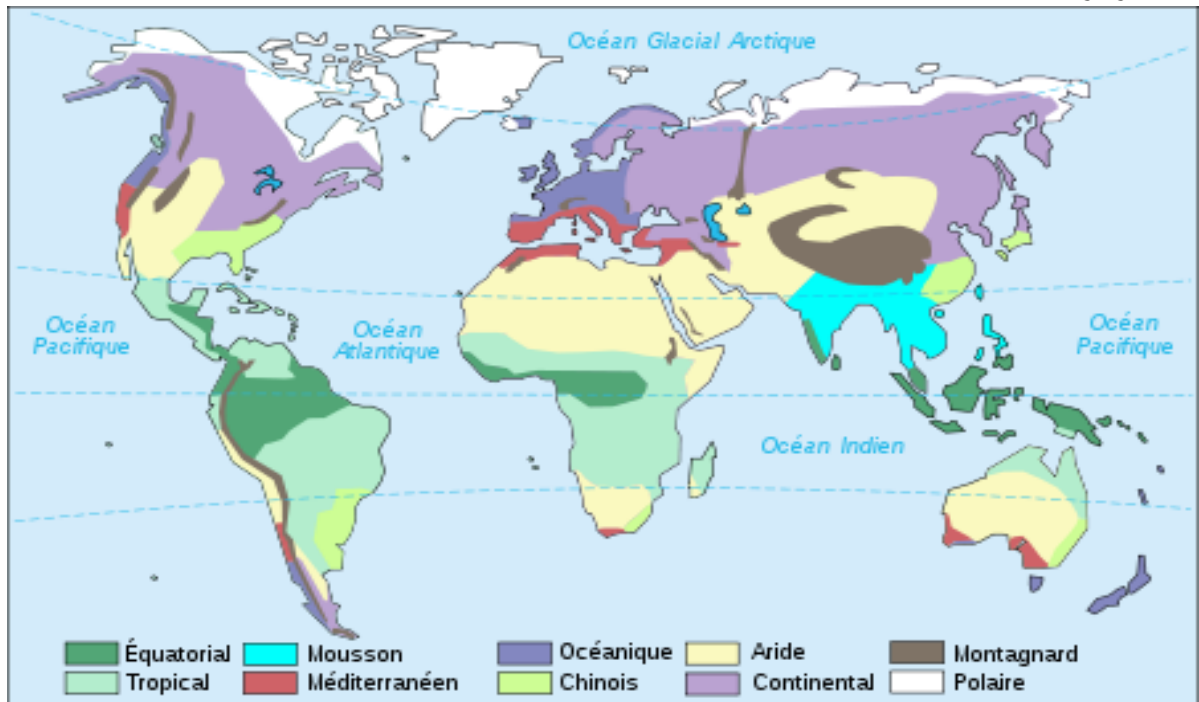 Océan Glacial Arctique
Océan
Pacifique
Océan
Atlantique
Océan
Pacifique
Océan Indien
Équatorial
Mousson
Océanique
Aride
Montagnard
Tropical
Méditerranéen
Chinois
Continental
Polaire